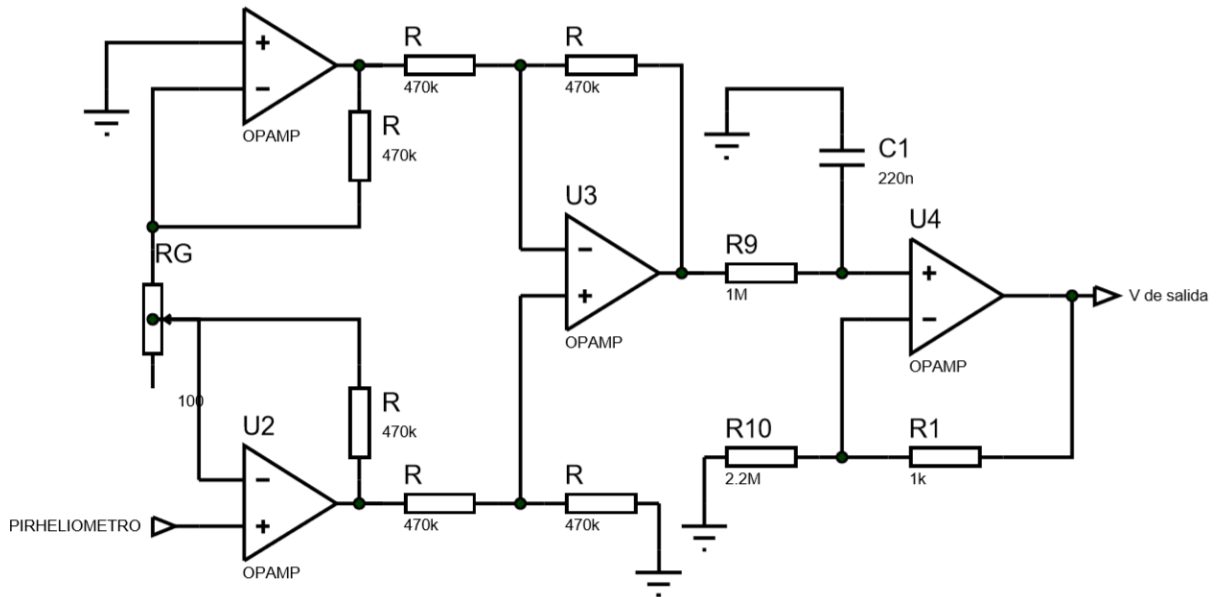 R
470k
R
470k
+
−
OPAMP
R
470k
C1
220n
RG
100
U3
−
+
OPAMP
R9
1M
U4
+
−
OPAMP
V de salida
R
470k
U2
−
+
OPAMP
PIRHELIOMETRO
R
470k
R
470k
R10
2.2M
R1
1k